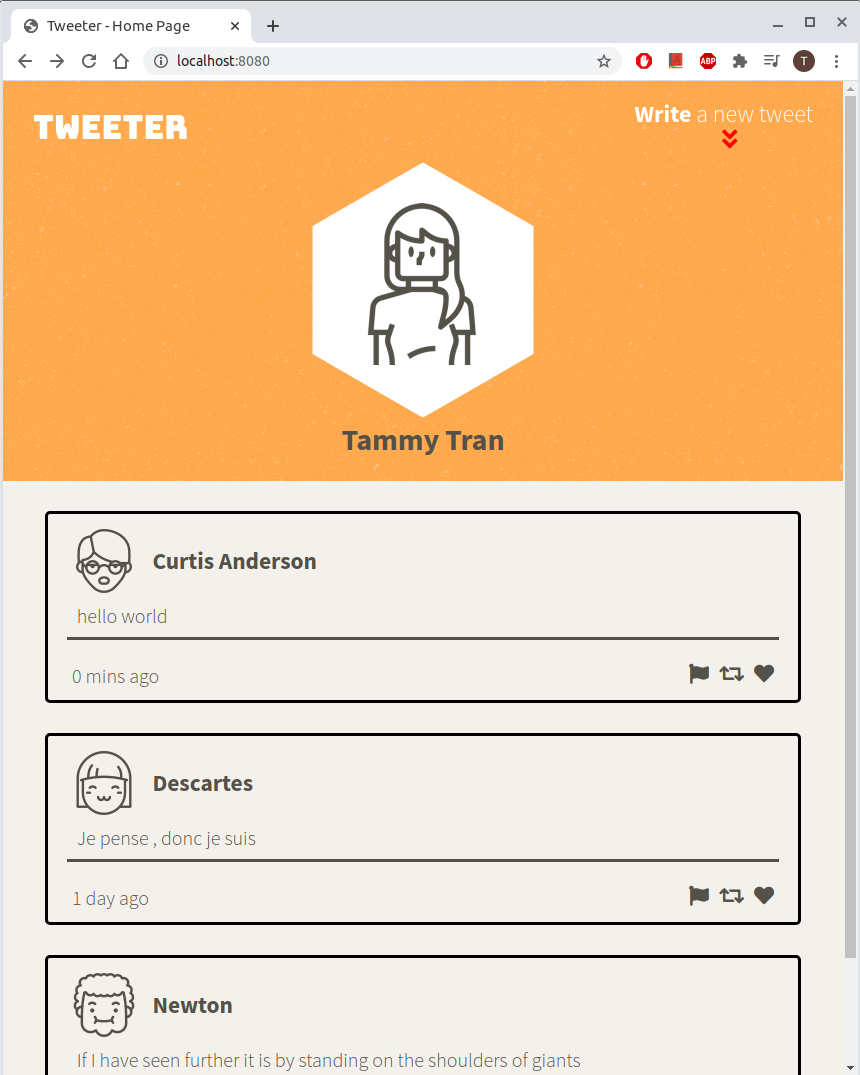 Tweeter - Home Page
localhost:8080
ABP
T
TWEETER
Write a new tweet
Tammy Tran
Curtis Anderson
hello world
0 mins ago
Descartes
Je pense , donc je suis
1 day ago
Newton
If I have seen further it is by standing on the shoulders of giants